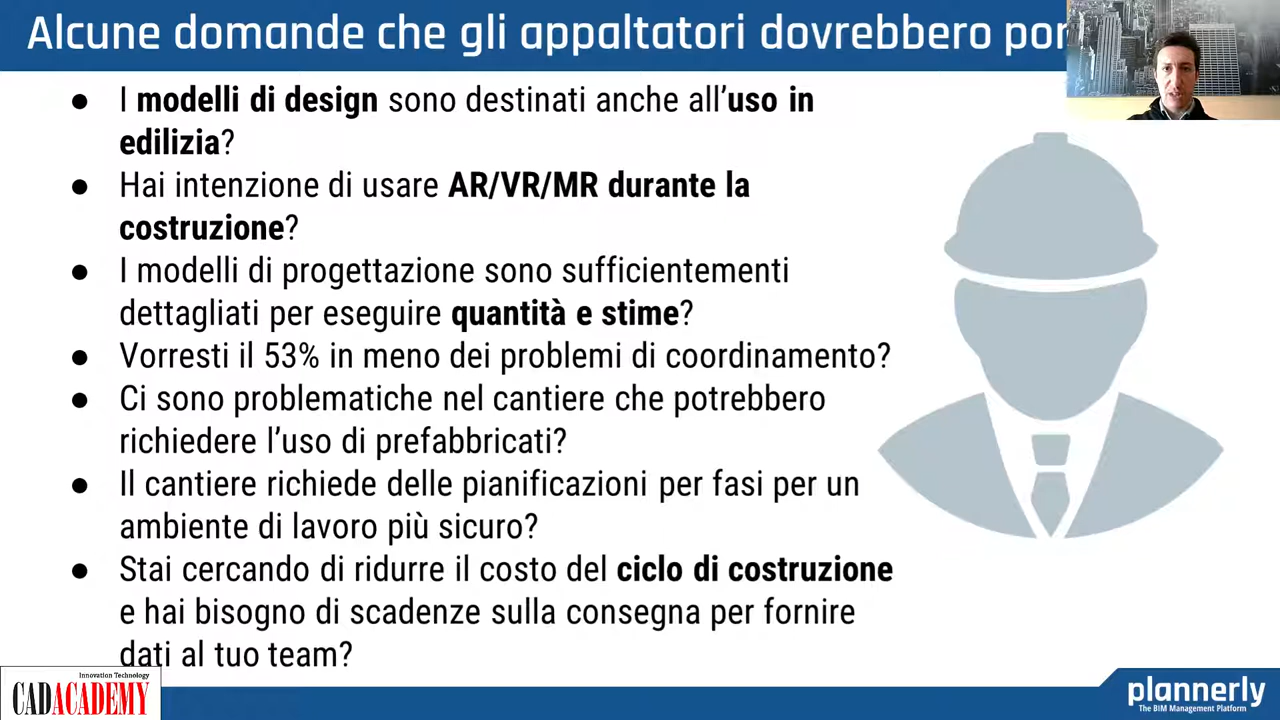 Alcune domande che gli appaltatori dovrebbero por
● I modelli di design sono destinati anche all’uso in
edilizia?
● Hai intenzione di usare AR/VR/MR durante la
costruzione?
● I modelli di progettazione sono sufficientementi
dettagliati per eseguire quantità e stime?
● Vorresti il 53% in meno dei problemi di coordinamento?
● Ci sono problematiche nel cantiere che potrebbero
richiedere l’uso di prefabbricati?
● Il cantiere richiede delle pianificazioni per fasi per un
ambiente di lavoro più sicuro?
● Stai cercando di ridurre il costo del ciclo di costruzione
e hai bisogno di scadenze sulla consegna per fornire
dati al tuo team?
Innovation Technology
CADACADEMY
plannerly
The BIM Management Platform